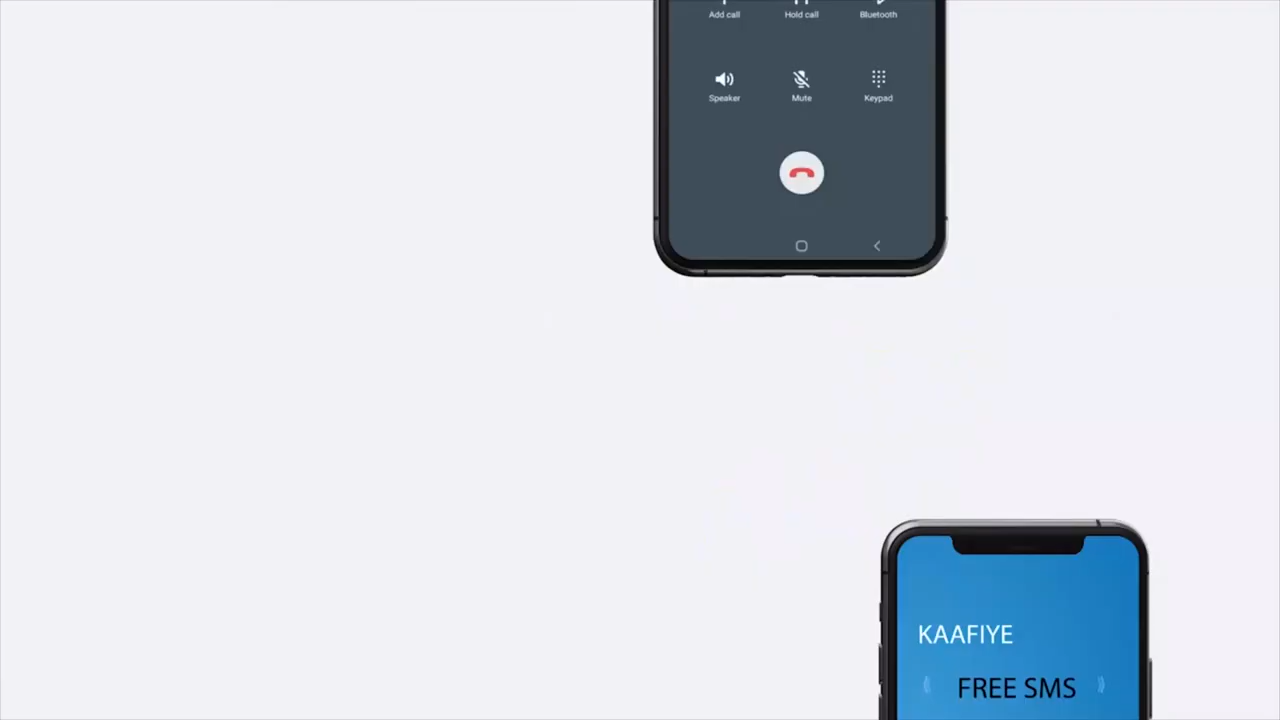 Add call Hold call Bluetooth
Speaker Mute Keypad
KAAFIYE
FREE SMS